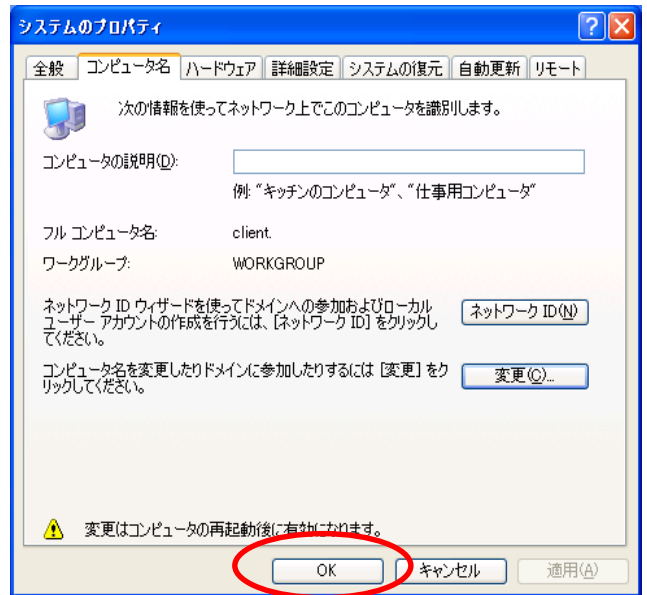 システムのプロパティ
全般 コンピュータ名 ハードウェア 詳細設定 システムの復元 自動更新 リモート
次の情報を使ってネットワーク上でこのコンピュータを識別します。
コンピュータの説明(D):
例: "キッチンのコンピュータ"、"仕事用コンピュータ"
フル コンピュータ名: client.
ワークグループ: WORKGROUP
ネットワーク ID ウィザードを使ってドメインへの参加およびローカル
ユーザー アカウントの作成を行うには、[ネットワーク ID] をクリックし
てください。
ネットワーク ID(N)
コンピュータ名を変更したりドメインに参加したりするには [変更] をク
リックしてください。
変更(C)...
変更はコンピュータの再起動後に有効になります。
OK キャンセル 適用(A)